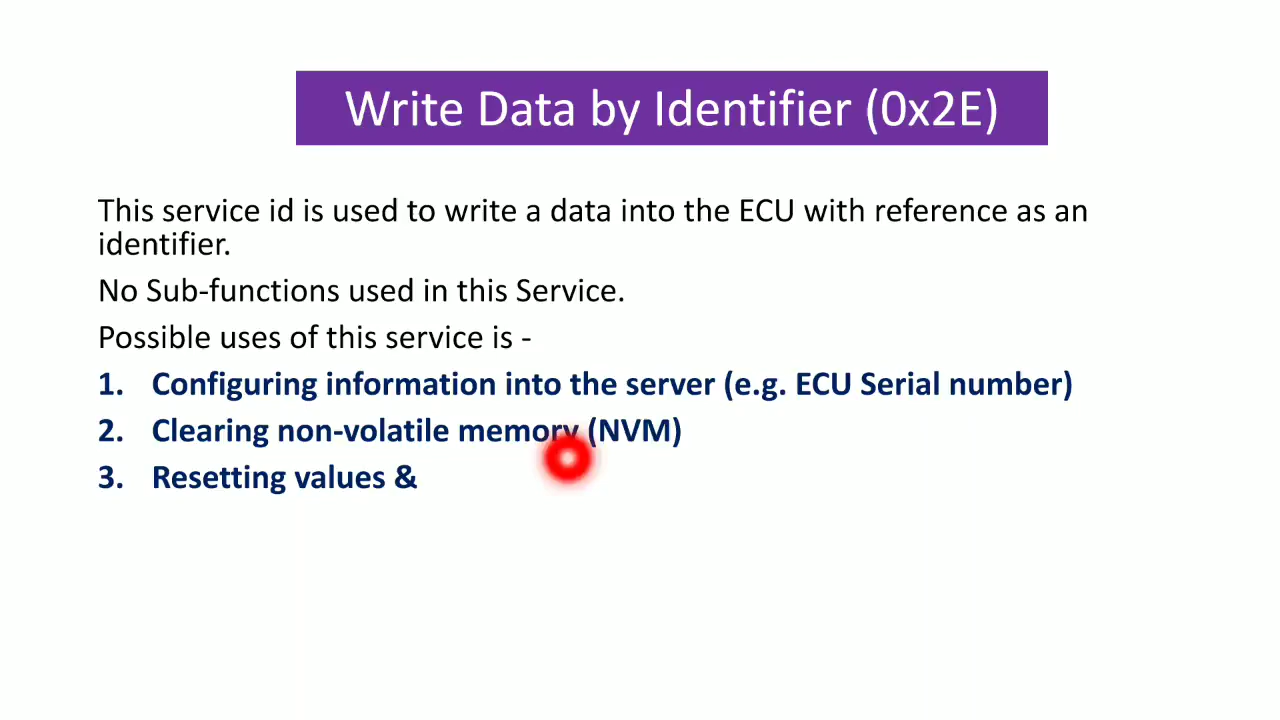 Write Data by Identifier (0x2E)
This service id is used to write a data into the ECU with reference as an
identifier.
No Sub-functions used in this Service.
Possible uses of this service is -
1. Configuring information into the server (e.g. ECU Serial number)
2. Clearing non-volatile memory (NVM)
3. Resetting values &